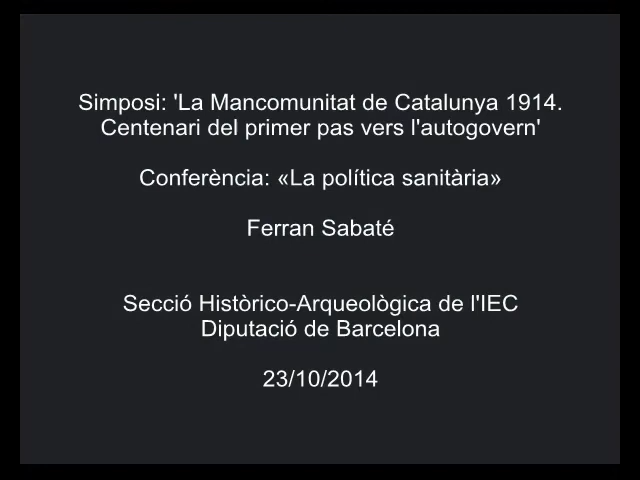 Simposi: 'La Mancomunitat de Catalunya 1914.
Centenari del primer pas vers l'autogovern'
Conferència: «La política sanitària»
Ferran Sabaté
Secció Històrico-Arqueològica de l'IEC
Diputació de Barcelona
23/10/2014